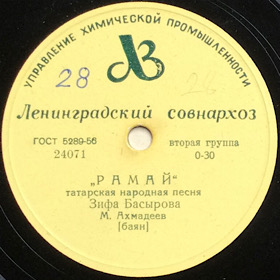 УПРАВЛЕНИЕ ХИМИЧЕСКОЙ ПРОМЫШЛЕННОСТИ
28
Ленинградский совнархоз
ГОСТ 5289-56
24071
вторая группа
0-30
„РАМАЙ“
татарская народная песня
Зифа Басырова
М. Ахмадеев
[баян]